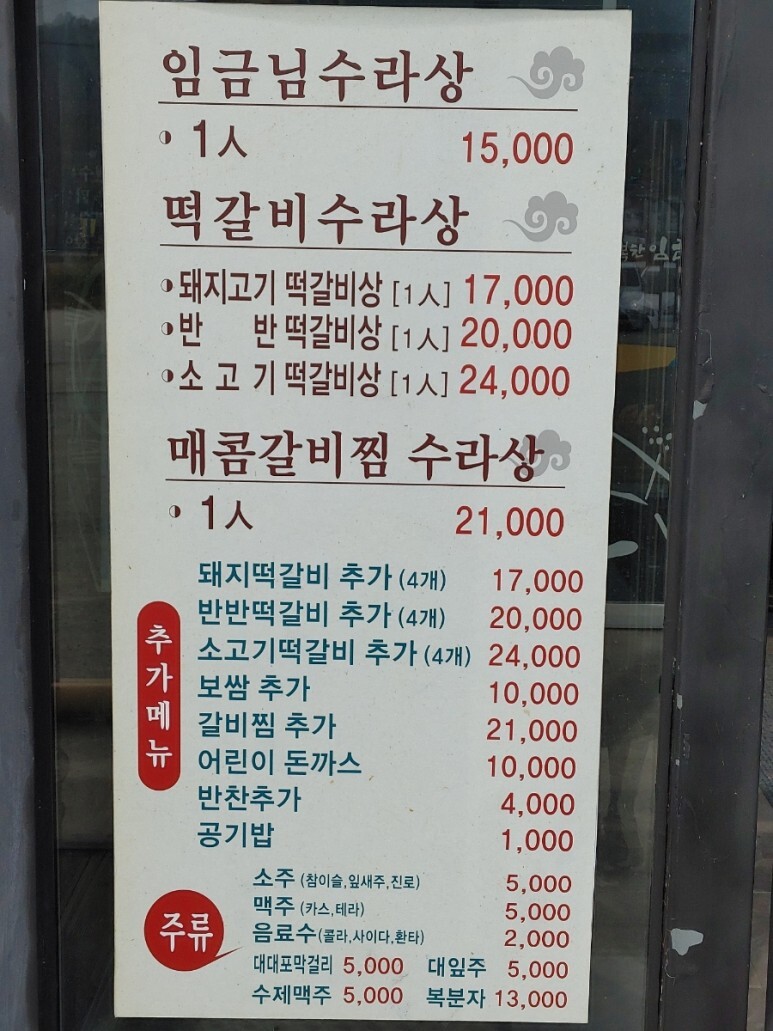 임금님수라상
1人 15,000
떡갈비수라상
돼지고기 떡갈비상 [1人] 17,000
반 반 떡갈비상 [1人] 20,000
소 고 기 떡갈비상 [1人] 24,000
매콤갈비찜 수라상
1人 21,000
추가메뉴
돼지떡갈비 추가 (4개) 17,000
반반떡갈비 추가 (4개) 20,000
소고기떡갈비 추가 (4개) 24,000
보쌈 추가 10,000
갈비찜 추가 21,000
어린이 돈까스 10,000
반찬추가 4,000
공기밥 1,000
주류
소주 (참이슬,잎새주,진로) 5,000
맥주 (카스,테라) 5,000
음료수(콜라,사이다,환타) 2,000
대대포막걸리 5,000 대잎주 5,000
수제맥주 5,000 복분자 13,000